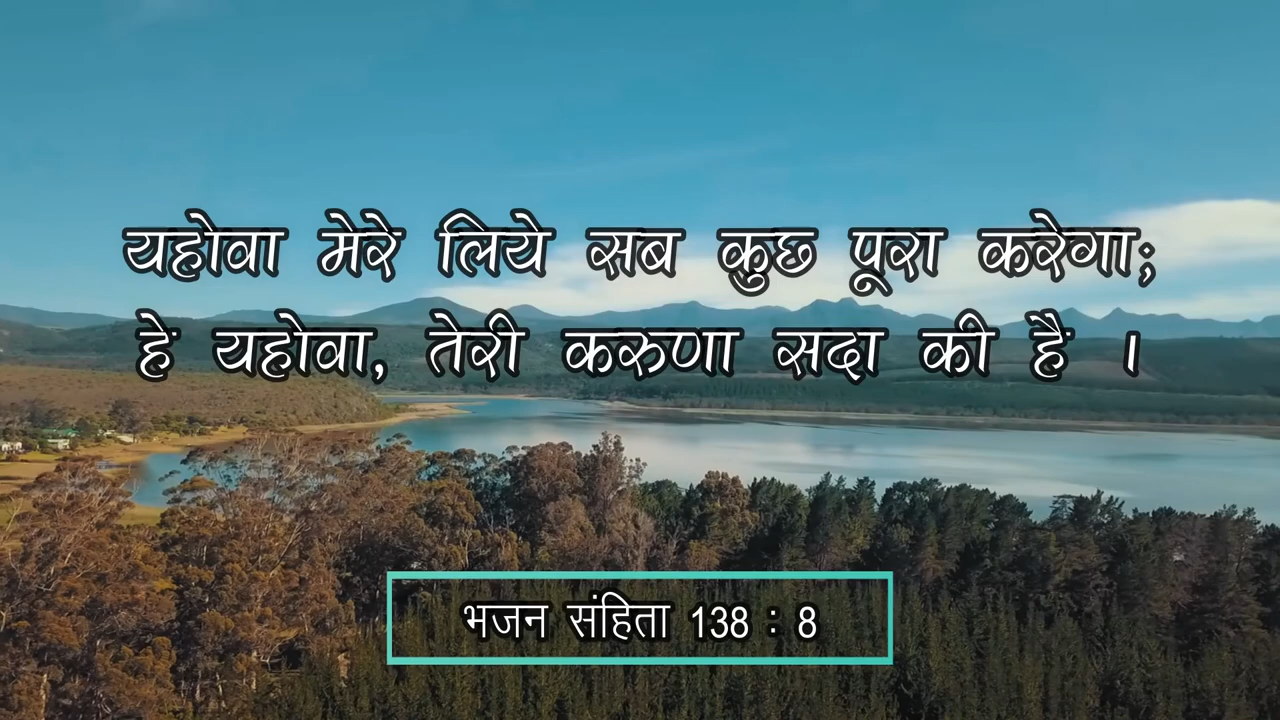 यहोवा मेरे लिये सब कुछ पूरा करेगा;
हे यहोवा, तेरी करुणा सदा की है ।
भजन संहिता 138 : 8